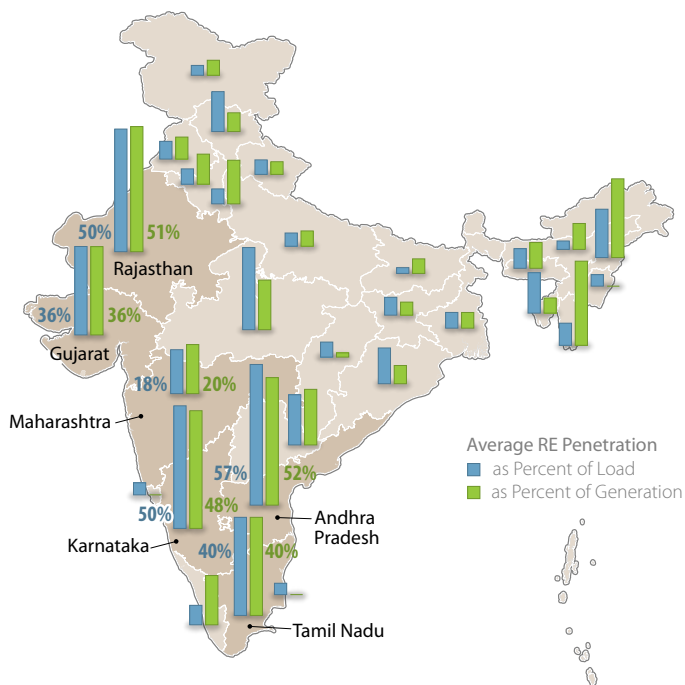 50%
51%
Rajasthan
36%
36%
Gujarat
18%
20%
Maharashtra
Average RE Penetration
as Percent of Load
as Percent of Generation
57%
52%
50%
48%
Andhra
Pradesh
Karnataka
40%
40%
Tamil Nadu